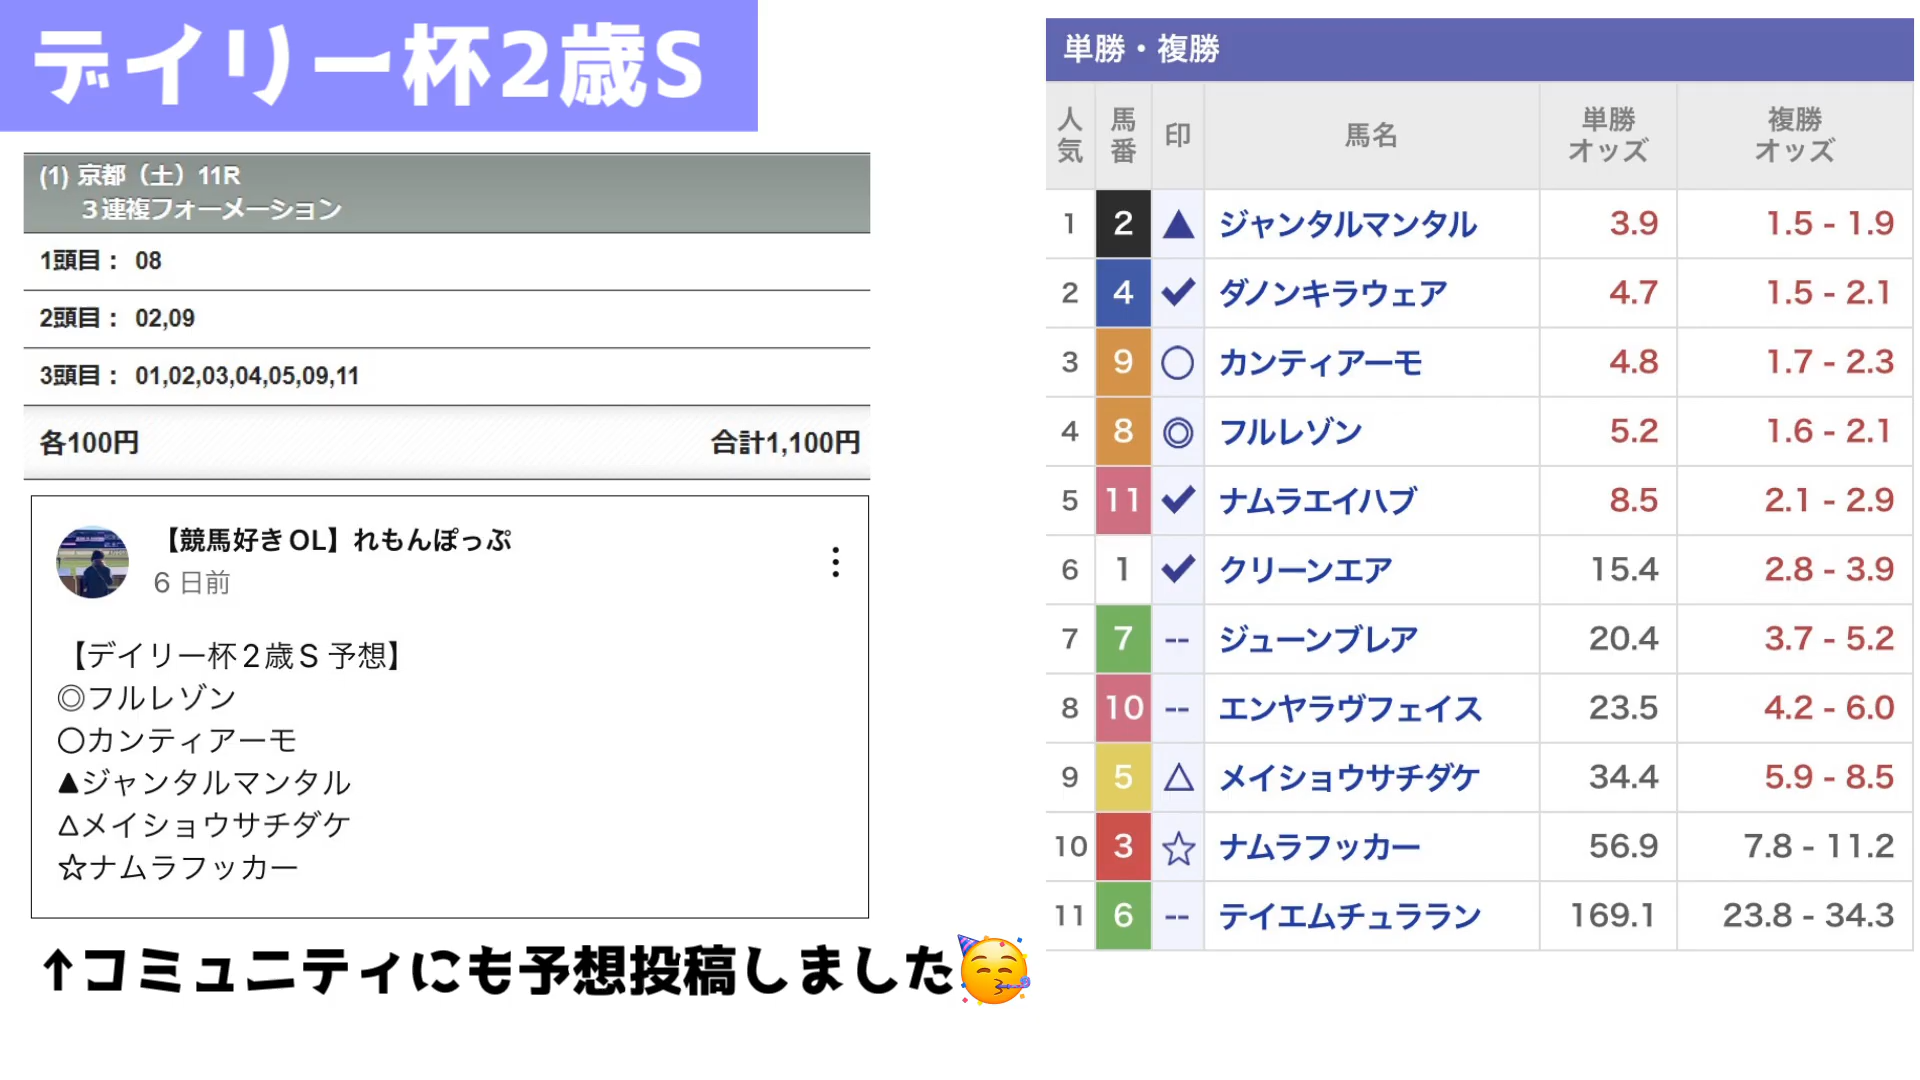 デイリー杯2歳S
(1) 京都（土）11R
３連複フォーメーション
1頭目： 08
2頭目： 02,09
3頭目： 01,02,03,04,05,09,11
各100円 合計1,100円
【競馬好きOL】れもんぽっぷ
6 日前
【デイリー杯２歳Ｓ 予想】
◎フルレゾン
〇カンティアーモ
▲ジャンタルマンタル
△メイショウサチダケ
☆ナムラフッカー
↑コミュニティにも予想投稿しました🥳
単勝・複勝
人気 馬番 印 馬名 単勝オッズ 複勝オッズ
1 2 ▲ ジャンタルマンタル 3.9 1.5 - 1.9
2 4 ✔ ダノンキラウェア 4.7 1.5 - 2.1
3 9 ○ カンティアーモ 4.8 1.7 - 2.3
4 8 ◎ フルレゾン 5.2 1.6 - 2.1
5 11 ✔ ナムラエイハブ 8.5 2.1 - 2.9
6 1 ✔ クリーンエア 15.4 2.8 - 3.9
7 7 -- ジューンブレア 20.4 3.7 - 5.2
8 10 -- エンヤラヴフェイス 23.5 4.2 - 6.0
9 5 △ メイショウサチダケ 34.4 5.9 - 8.5
10 3 ☆ ナムラフッカー 56.9 7.8 - 11.2
11 6 -- テイエムチュララン 169.1 23.8 - 34.3